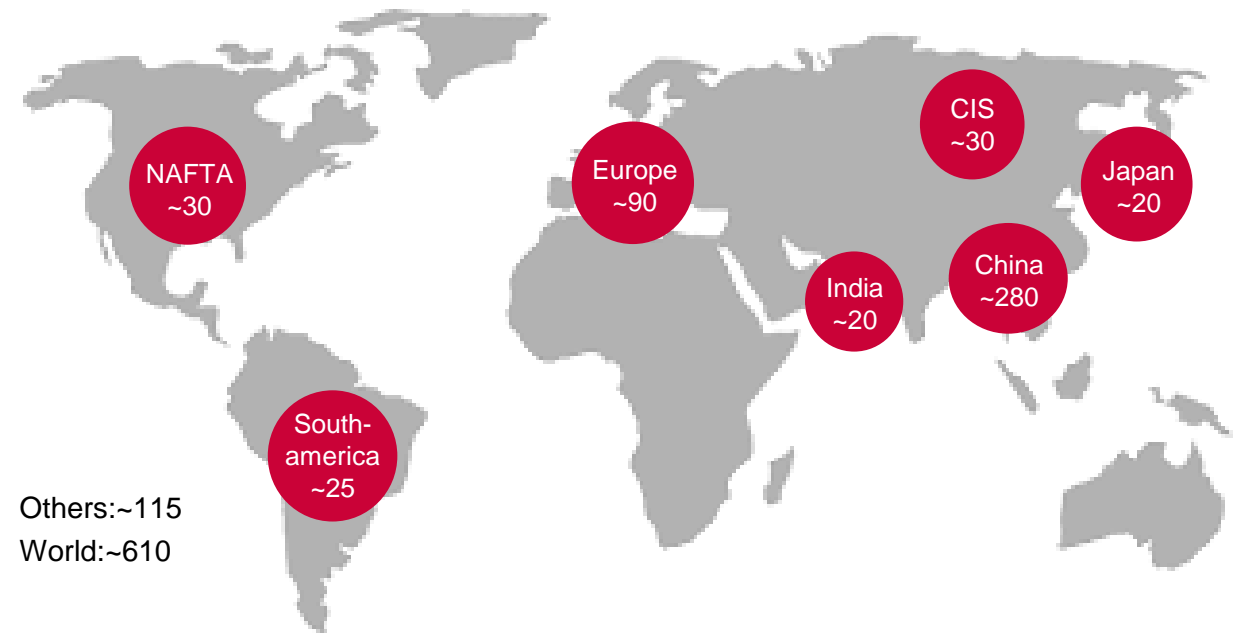 NAFTA
~30
Europe
~90
CIS
~30
Japan
~20
India
~20
China
~280
South-
america
~25
Others:~115
World:~610